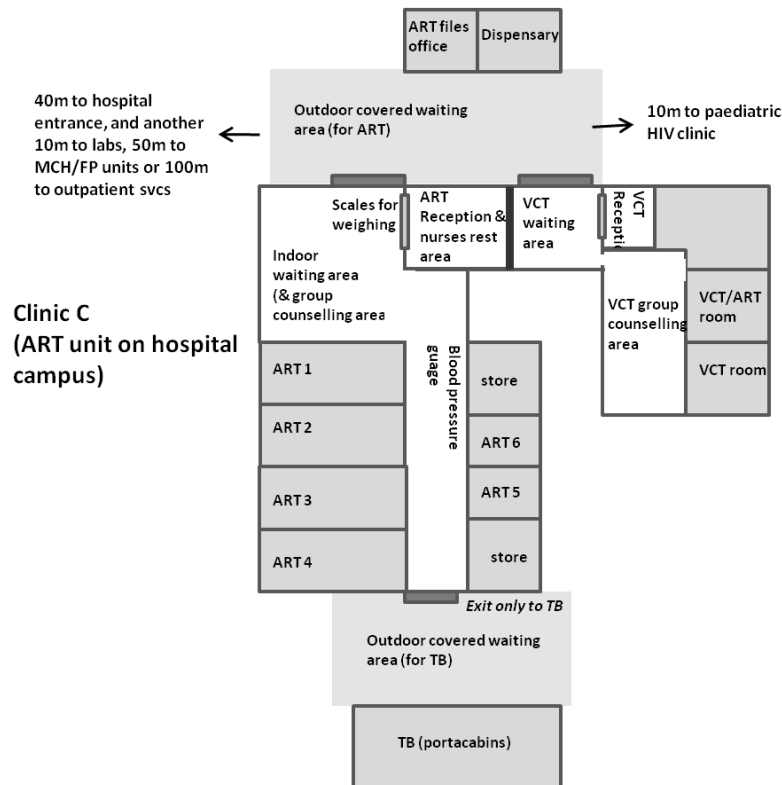 ART files
office
Dispensary
40m to hospital
entrance, and another
10m to labs, 50m to
MCH/FP units or 100m
to outpatient svcs
Outdoor covered waiting
area (for ART)
10m to paediatric
HIV clinic
Scales for
weighing
ART
Reception &
nurses rest
area
VCT
waiting
area
VCT
Receptic
Indoor
waiting area
(& group
counselling area
VCT group
counselling
area
VCT/ART
room
VCT room
Clinic C
(ART unit on hospital
campus)
Blood pressure
guage
ART 1
ART 2
ART 3
ART 4
store
ART 6
ART 5
store
Exit only to TB
Outdoor covered waiting
area (for TB)
TB (portacabins)